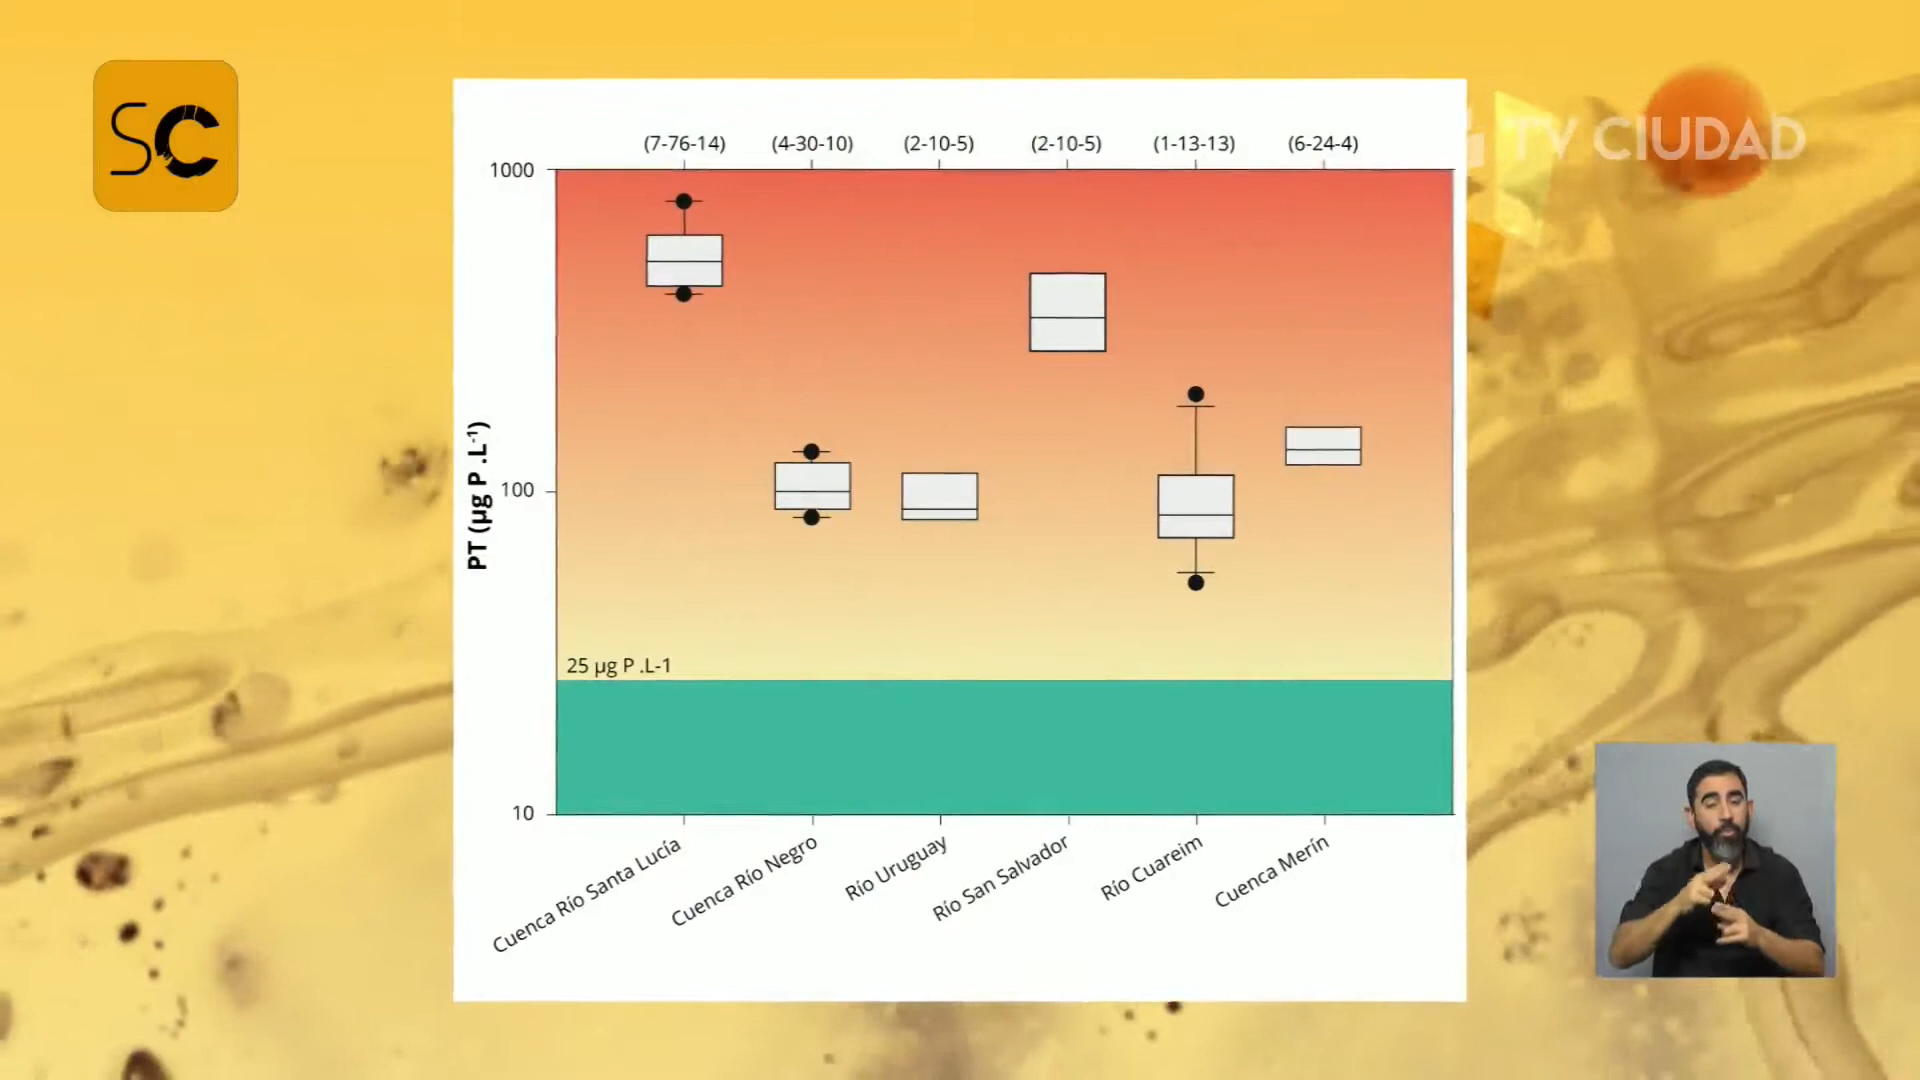 SC
TV CIUDAD
(7-76-14) (4-30-10) (2-10-5) (2-10-5) (1-13-13) (6-24-4)
1000
PT (µg P .L⁻¹)
100
25 µg P .L-1
10
Cuenca Río Santa Lucía
Cuenca Río Negro
Río Uruguay
Río San Salvador
Río Cuareim
Cuenca Merín